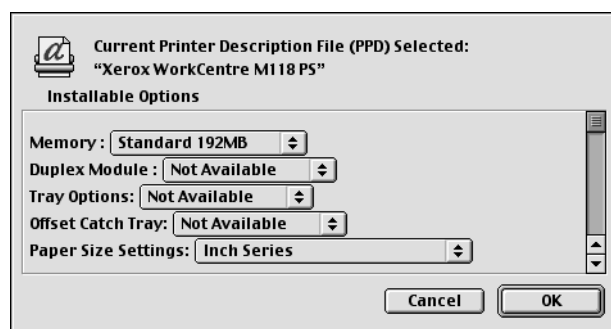 Current Printer Description File (PPD) Selected:
“Xerox WorkCentre M118 PS”
Installable Options
Memory : Standard 192MB
Duplex Module : Not Available
Tray Options: Not Available
Offset Catch Tray: Not Available
Paper Size Settings: Inch Series
Cancel OK